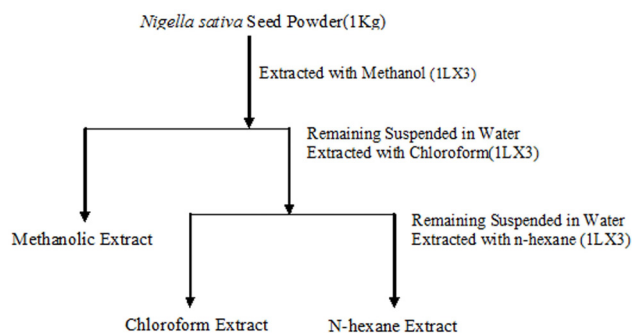 Nigella sativa Seed Powder(1Kg)
Extracted with Methanol (1LX3)
Remaining Suspended in Water
Extracted with Chloroform(1LX3)
Methanolic Extract
Remaining Suspended in Water
Extracted with n-hexane (1LX3)
Chloroform Extract
N-hexane Extract